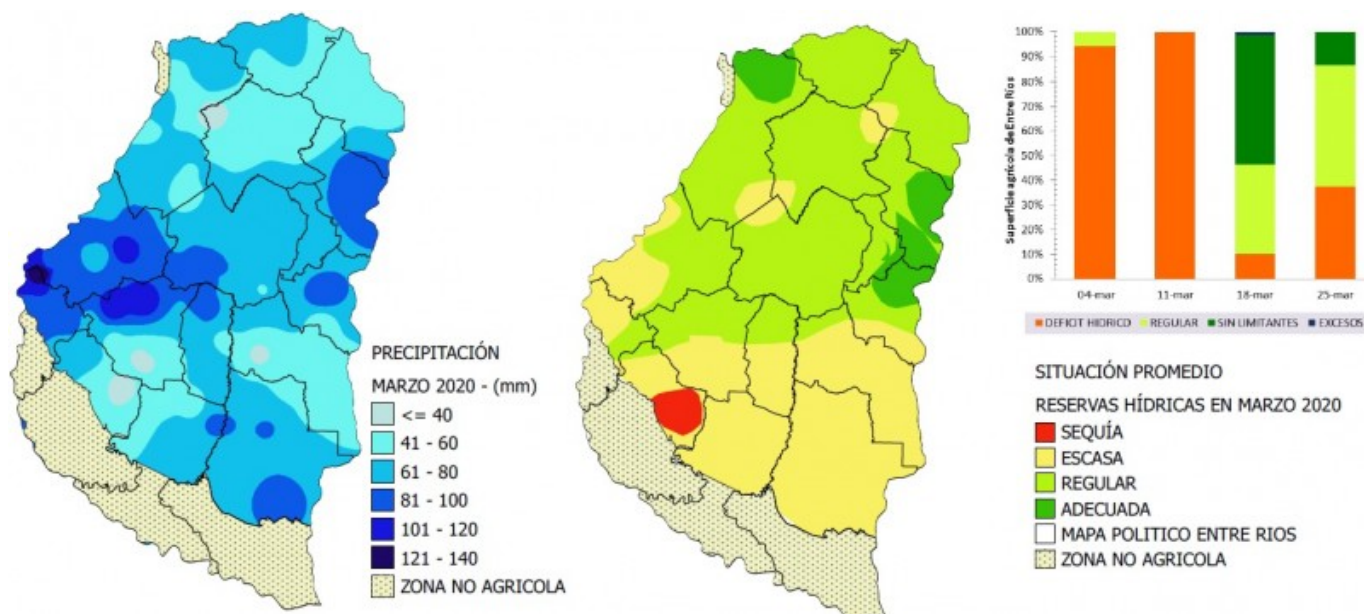 PRECIPITACIÓN
MARZO 2020 - (mm)
<= 40
41 - 60
61 - 80
81 - 100
101 - 120
121 - 140
ZONA NO AGRICOLA
Superficie agrícola de Entre Ríos
100%
90%
80%
70%
60%
50%
40%
30%
20%
10%
0%
04-mar 11-mar 18-mar 25-mar
DEFICIT HIDRICO REGULAR SIN LIMITANTES EXCESOS
SITUACIÓN PROMEDIO
RESERVAS HÍDRICAS EN MARZO 2020
SEQUÍA
ESCASA
REGULAR
ADECUADA
MAPA POLITICO ENTRE RIOS
ZONA NO AGRICOLA